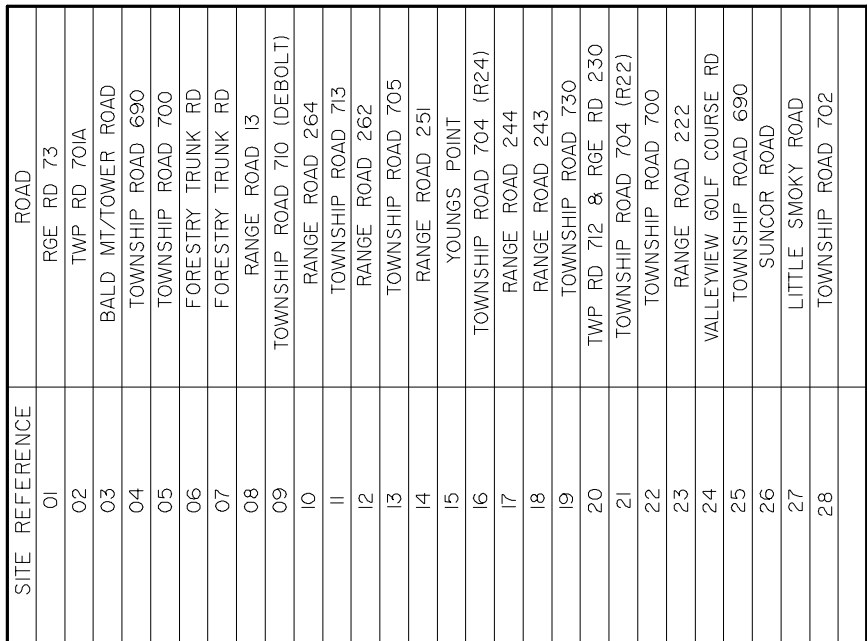 SITE REFERENCE ROAD
01 RGE RD 73
02 TWP RD 701A
03 BALD MT/TOWER ROAD
04 TOWNSHIP ROAD 690
05 TOWNSHIP ROAD 700
06 FORESTRY TRUNK RD
07 FORESTRY TRUNK RD
08 RANGE ROAD 13
09 TOWNSHIP ROAD 710 (DEBOLT)
10 RANGE ROAD 264
11 TOWNSHIP ROAD 713
12 RANGE ROAD 262
13 TOWNSHIP ROAD 705
14 RANGE ROAD 251
15 YOUNGS POINT
16 TOWNSHIP ROAD 704 (R24)
17 RANGE ROAD 244
18 RANGE ROAD 243
19 TOWNSHIP ROAD 730
20 TWP RD 712 & RGE RD 230
21 TOWNSHIP ROAD 704 (R22)
22 TOWNSHIP ROAD 700
23 RANGE ROAD 222
24 VALLEYVIEW GOLF COURSE RD
25 TOWNSHIP ROAD 690
26 SUNCOR ROAD
27 LITTLE SMOKY ROAD
28 TOWNSHIP ROAD 702